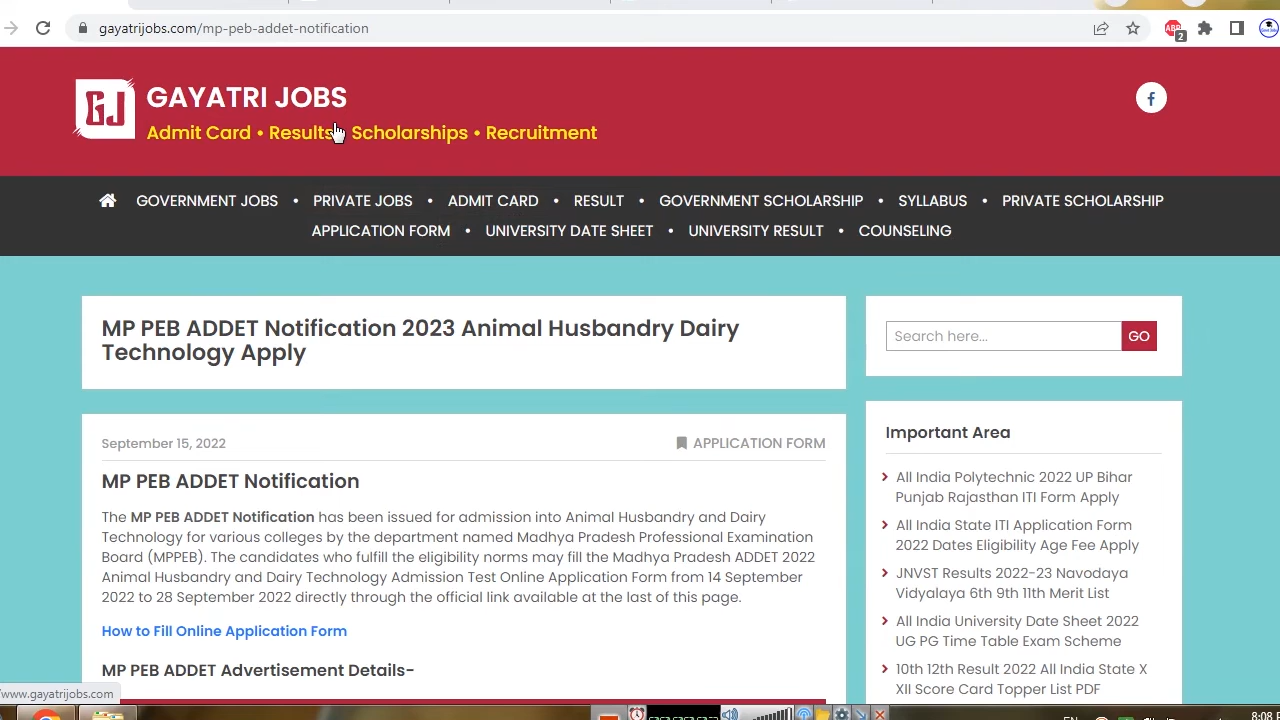 gayatrijobs.com/mp-peb-addet-notification
ABP
2
GJ
GAYATRI JOBS
Admit Card • Results • Scholarships • Recruitment
GOVERNMENT JOBS • PRIVATE JOBS • ADMIT CARD • RESULT • GOVERNMENT SCHOLARSHIP • SYLLABUS • PRIVATE SCHOLARSHIP
APPLICATION FORM • UNIVERSITY DATE SHEET • UNIVERSITY RESULT • COUNSELING
MP PEB ADDET Notification 2023 Animal Husbandry Dairy
Technology Apply
September 15, 2022
APPLICATION FORM
MP PEB ADDET Notification
The MP PEB ADDET Notification has been issued for admission into Animal Husbandry and Dairy
Technology for various colleges by the department named Madhya Pradesh Professional Examination
Board (MPPEB). The candidates who fulfill the eligibility norms may fill the Madhya Pradesh ADDET 2022
Animal Husbandry and Dairy Technology Admission Test Online Application Form from 14 September
2022 to 28 September 2022 directly through the official link available at the last of this page.
How to Fill Online Application Form
MP PEB ADDET Advertisement Details-
Search here...
GO
Important Area
All India Polytechnic 2022 UP Bihar
Punjab Rajasthan ITI Form Apply
All India State ITI Application Form
2022 Dates Eligibility Age Fee Apply
JNVST Results 2022-23 Navodaya
Vidyalaya 6th 9th 11th Merit List
All India University Date Sheet 2022
UG PG Time Table Exam Scheme
10th 12th Result 2022 All India State X
XII Score Card Topper List PDF
/www.gayatrijobs.com
EN
8:08 P